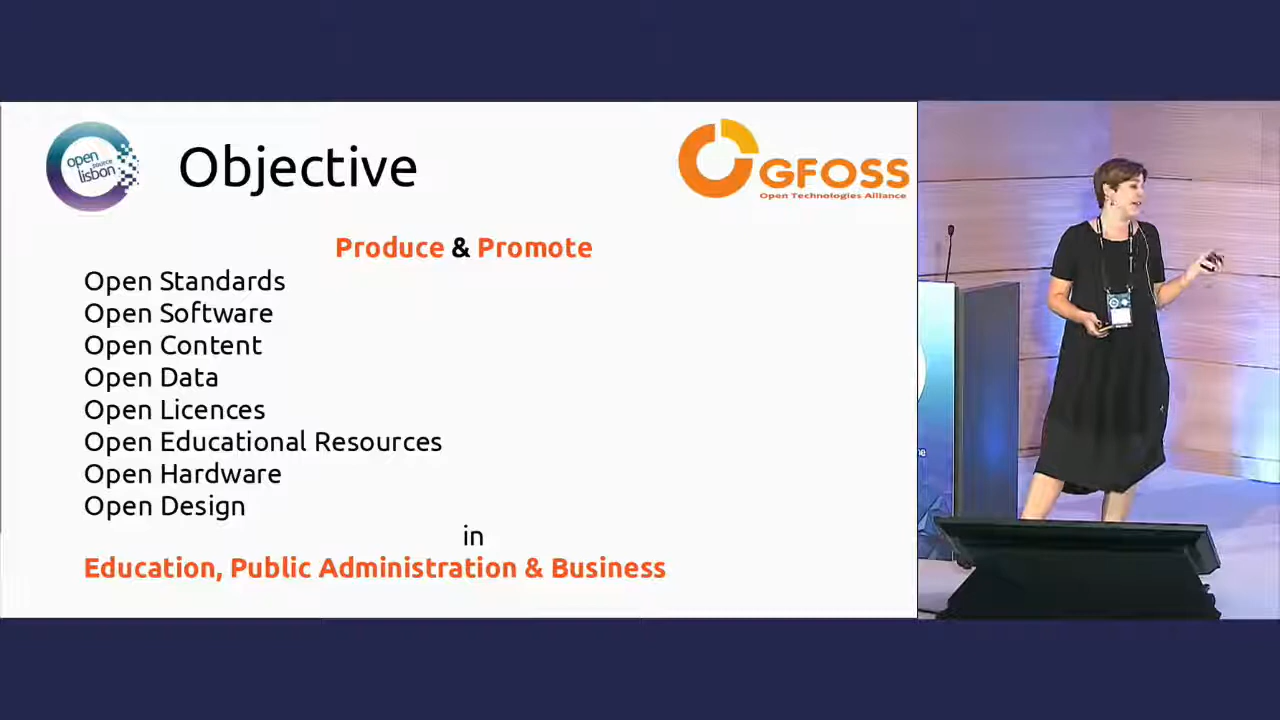 open
source
lisbon
Objective
GFOSS
Open Technologies Alliance
Produce & Promote
Open Standards
Open Software
Open Content
Open Data
Open Licences
Open Educational Resources
Open Hardware
Open Design
in
Education, Public Administration & Business